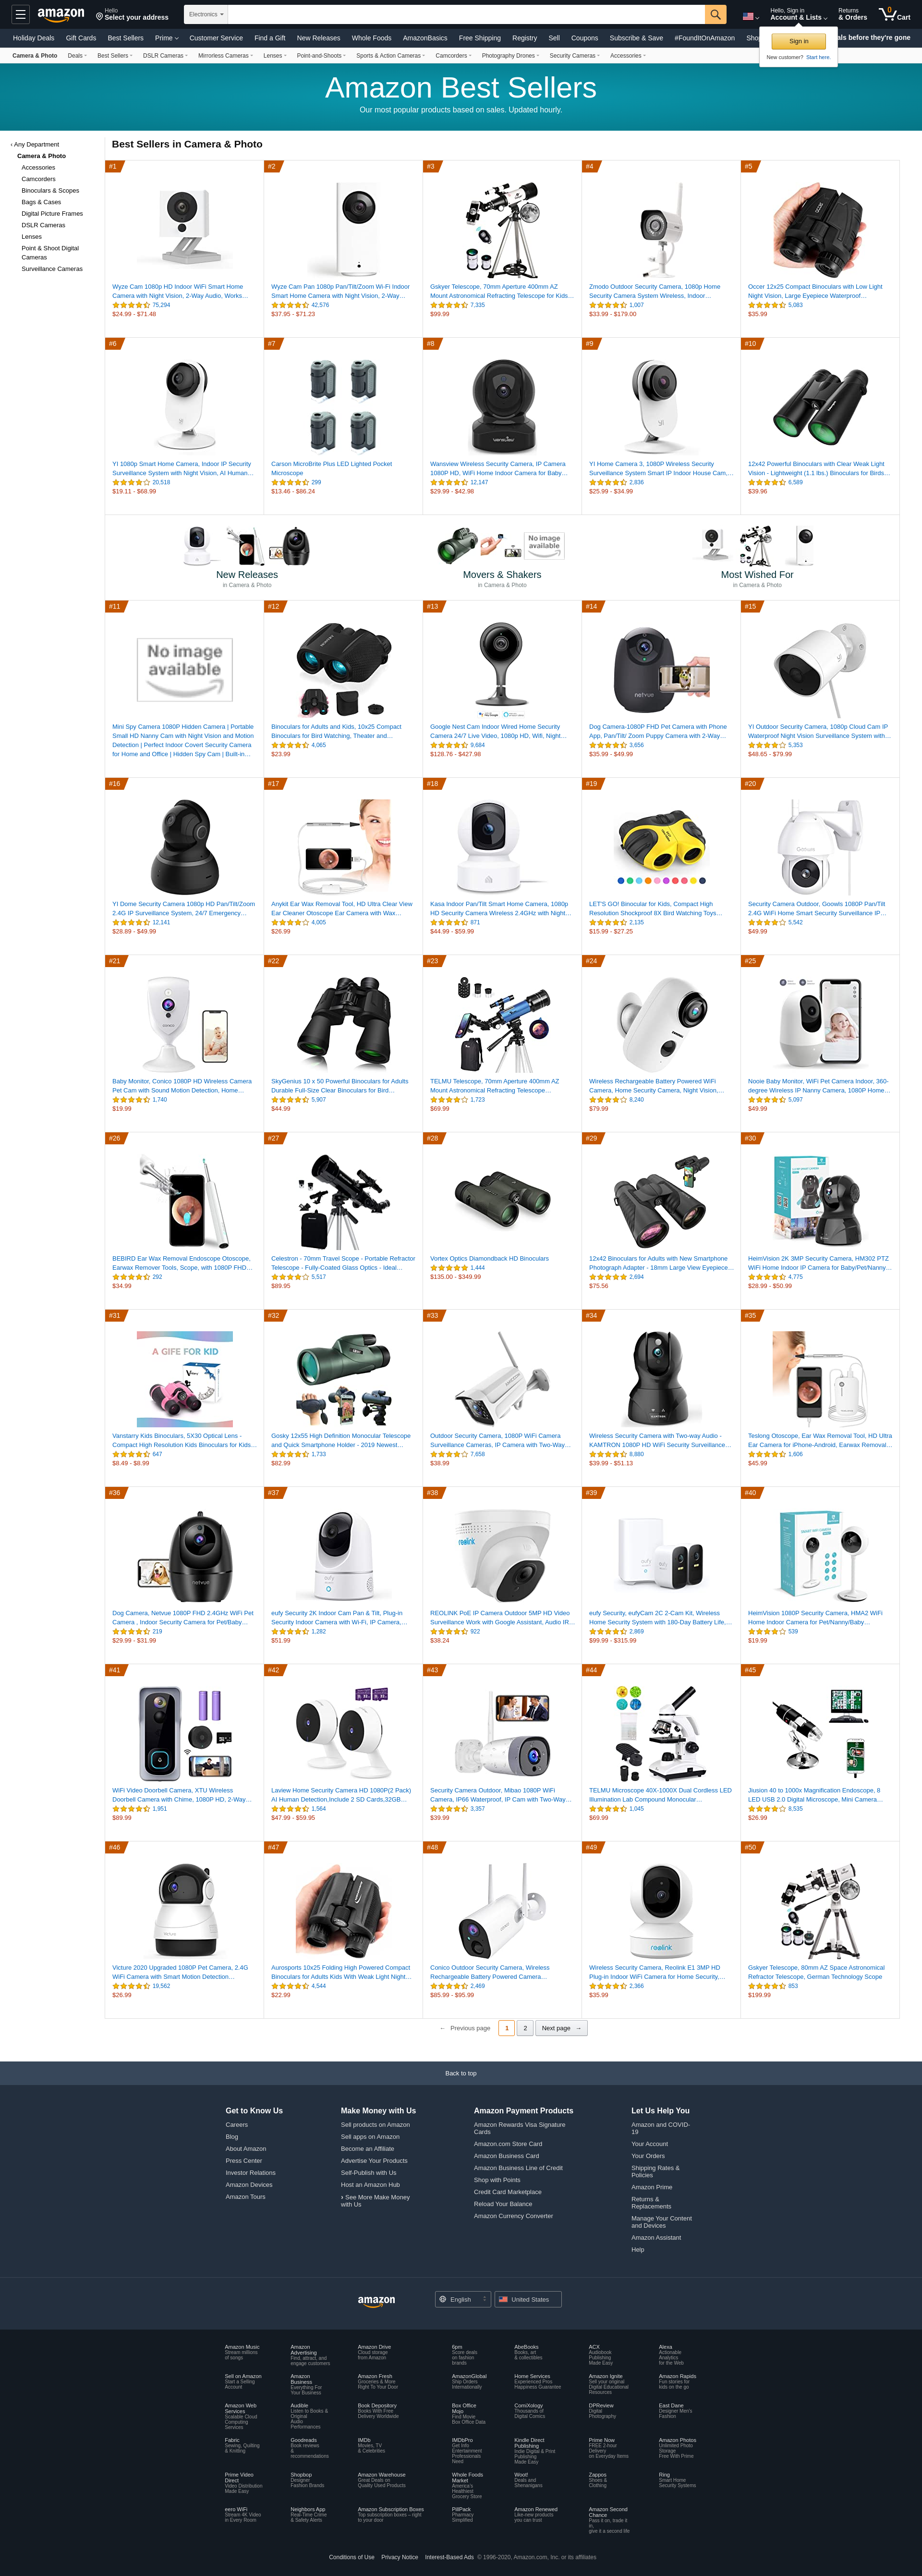 amazon
Hello
Select your address
Electronics
Hello, Sign in
Account & Lists
Returns
& Orders
0
Cart
Holiday Deals Gift Cards Best Sellers Prime Customer Service Find a Gift New Releases Whole Foods AmazonBasics Free Shipping Registry Sell Coupons Subscribe & Save #FoundItOnAmazon Sho
als before they're gone
Sign in
New customer? Start here.
Camera & Photo Deals Best Sellers DSLR Cameras Mirrorless Cameras Lenses Point-and-Shoots Sports & Action Cameras Camcorders Photography Drones Security Cameras Accessories
Amazon Best Sellers
Our most popular products based on sales. Updated hourly.
‹ Any Department
Camera & Photo
Accessories
Camcorders
Binoculars & Scopes
Bags & Cases
Digital Picture Frames
DSLR Cameras
Lenses
Point & Shoot Digital
Cameras
Surveillance Cameras
Best Sellers in Camera & Photo
#1
Wyze Cam 1080p HD Indoor WiFi Smart Home
Camera with Night Vision, 2-Way Audio, Works…
75,294
$24.99 - $71.48
#2
Wyze Cam Pan 1080p Pan/Tilt/Zoom Wi-Fi Indoor
Smart Home Camera with Night Vision, 2-Way…
42,576
$37.95 - $71.23
#3
Gskyer Telescope, 70mm Aperture 400mm AZ
Mount Astronomical Refracting Telescope for Kids…
7,335
$99.99
#4
Zmodo Outdoor Security Camera, 1080p Home
Security Camera System Wireless, Indoor…
1,007
$33.99 - $179.00
#5
Occer 12x25 Compact Binoculars with Low Light
Night Vision, Large Eyepiece Waterproof…
5,083
$35.99
#6
YI 1080p Smart Home Camera, Indoor IP Security
Surveillance System with Night Vision, AI Human…
20,518
$19.11 - $68.99
#7
Carson MicroBrite Plus LED Lighted Pocket
Microscope
299
$13.46 - $86.24
#8
Wansview Wireless Security Camera, IP Camera
1080P HD, WiFi Home Indoor Camera for Baby…
12,147
$29.99 - $42.98
#9
YI Home Camera 3, 1080P Wireless Security
Surveillance System Smart IP Indoor House Cam,…
2,836
$25.99 - $34.99
#10
12x42 Powerful Binoculars with Clear Weak Light
Vision - Lightweight (1.1 lbs.) Binoculars for Birds…
6,589
$39.96
No image
available
New Releases
in Camera & Photo
Movers & Shakers
in Camera & Photo
Most Wished For
in Camera & Photo
#11
No image
available
Mini Spy Camera 1080P Hidden Camera | Portable
Small HD Nanny Cam with Night Vision and Motion
Detection | Perfect Indoor Covert Security Camera
for Home and Office | Hidden Spy Cam | Built-in…
#12
Binoculars for Adults and Kids, 10x25 Compact
Binoculars for Bird Watching, Theater and…
4,065
$23.99
#13
Google Nest Cam Indoor Wired Home Security
Camera 24/7 Live Video, 1080p HD, Wifi, Night…
9,684
$128.76 - $427.98
#14
netvue
Dog Camera-1080P FHD Pet Camera with Phone
App, Pan/Tilt/ Zoom Puppy Camera with 2-Way…
3,656
$35.99 - $49.99
#15
YI Outdoor Security Camera, 1080p Cloud Cam IP
Waterproof Night Vision Surveillance System with…
5,353
$48.65 - $79.99
#16
YI Dome Security Camera 1080p HD Pan/Tilt/Zoom
2.4G IP Surveillance System, 24/7 Emergency…
12,141
$28.89 - $49.99
#17
Anykit Ear Wax Removal Tool, HD Ultra Clear View
Ear Cleaner Otoscope Ear Camera with Wax…
4,005
$26.99
#18
Kasa Indoor Pan/Tilt Smart Home Camera, 1080p
HD Security Camera Wireless 2.4GHz with Night…
871
$44.99 - $59.99
#19
LET'S GO! Binocular for Kids, Compact High
Resolution Shockproof 8X Bird Watching Toys…
2,135
$15.99 - $27.25
#20
Security Camera Outdoor, Goowls 1080P Pan/Tilt
2.4G WiFi Home Smart Security Surveillance IP…
5,542
$49.99
#21
Baby Monitor, Conico 1080P HD Wireless Camera
Pet Cam with Sound Motion Detection, Home…
1,740
$19.99
#22
SkyGenius 10 x 50 Powerful Binoculars for Adults
Durable Full-Size Clear Binoculars for Bird…
5,907
$44.99
#23
TELMU Telescope, 70mm Aperture 400mm AZ
Mount Astronomical Refracting Telescope…
1,723
$69.99
#24
Wireless Rechargeable Battery Powered WiFi
Camera, Home Security Camera, Night Vision,…
8,240
$79.99
#25
Nooie Baby Monitor, WiFi Pet Camera Indoor, 360-
degree Wireless IP Nanny Camera, 1080P Home…
5,097
$49.99
#26
BEBIRD Ear Wax Removal Endoscope Otoscope,
Earwax Remover Tools, Scope, with 1080P FHD…
292
$34.99
#27
Celestron - 70mm Travel Scope - Portable Refractor
Telescope - Fully-Coated Glass Optics - Ideal…
5,517
$89.95
#28
Vortex Optics Diamondback HD Binoculars
1,444
$135.00 - $349.99
#29
12x42 Binoculars for Adults with New Smartphone
Photograph Adapter - 18mm Large View Eyepiece…
2,694
$75.56
#30
HeimVision 2K 3MP Security Camera, HM302 PTZ
WiFi Home Indoor IP Camera for Baby/Pet/Nanny…
4,775
$28.99 - $50.99
#31
A GIFE FOR KID
Vanstarry Kids Binoculars, 5X30 Optical Lens -
Compact High Resolution Kids Binoculars for Kids…
647
$8.49 - $8.99
#32
Gosky 12x55 High Definition Monocular Telescope
and Quick Smartphone Holder - 2019 Newest…
1,733
$82.99
#33
Outdoor Security Camera, 1080P WiFi Camera
Surveillance Cameras, IP Camera with Two-Way…
7,658
$38.99
#34
Wireless Security Camera with Two-way Audio -
KAMTRON 1080P HD WiFi Security Surveillance…
8,880
$39.99 - $51.13
#35
Teslong Otoscope, Ear Wax Removal Tool, HD Ultra
Ear Camera for iPhone-Android, Earwax Removal…
1,606
$45.99
#36
netvue
Dog Camera, Netvue 1080P FHD 2.4GHz WiFi Pet
Camera , Indoor Security Camera for Pet/Baby…
219
$29.99 - $31.99
#37
eufy Security 2K Indoor Cam Pan & Tilt, Plug-in
Security Indoor Camera with Wi-Fi, IP Camera,…
1,282
$51.99
#38
reolink
REOLINK PoE IP Camera Outdoor 5MP HD Video
Surveillance Work with Google Assistant, Audio IR…
922
$38.24
#39
eufy Security, eufyCam 2C 2-Cam Kit, Wireless
Home Security System with 180-Day Battery Life,…
2,869
$99.99 - $315.99
#40
HeimVision 1080P Security Camera, HMA2 WiFi
Home Indoor Camera for Pet/Nanny/Baby…
539
$19.99
#41
WiFi Video Doorbell Camera, XTU Wireless
Doorbell Camera with Chime, 1080P HD, 2-Way…
1,951
$89.99
#42
Laview Home Security Camera HD 1080P(2 Pack)
AI Human Detection,Include 2 SD Cards,32GB…
1,564
$47.99 - $59.95
#43
Security Camera Outdoor, Mibao 1080P WiFi
Camera, IP66 Waterproof, IP Cam with Two-Way…
3,357
$39.99
#44
TELMU Microscope 40X-1000X Dual Cordless LED
Illumination Lab Compound Monocular…
1,045
$69.99
#45
Jiusion 40 to 1000x Magnification Endoscope, 8
LED USB 2.0 Digital Microscope, Mini Camera…
8,535
$26.99
#46
Victure 2020 Upgraded 1080P Pet Camera, 2.4G
WiFi Camera with Smart Motion Detection…
19,562
$26.99
#47
Aurosports 10x25 Folding High Powered Compact
Binoculars for Adults Kids With Weak Light Night…
4,544
$22.99
#48
Conico Outdoor Security Camera, Wireless
Rechargeable Battery Powered Camera…
2,469
$85.99 - $95.99
#49
reolink
Wireless Security Camera, Reolink E1 3MP HD
Plug-in Indoor WiFi Camera for Home Security,…
2,366
$35.99
#50
Gskyer Telescope, 80mm AZ Space Astronomical
Refractor Telescope, German Technology Scope
853
$199.99
← Previous page 1 2 Next page →
Back to top
Get to Know Us
Careers
Blog
About Amazon
Press Center
Investor Relations
Amazon Devices
Amazon Tours
Make Money with Us
Sell products on Amazon
Sell apps on Amazon
Become an Affiliate
Advertise Your Products
Self-Publish with Us
Host an Amazon Hub
› See More Make Money
with Us
Amazon Payment Products
Amazon Rewards Visa Signature
Cards
Amazon.com Store Card
Amazon Business Card
Amazon Business Line of Credit
Shop with Points
Credit Card Marketplace
Reload Your Balance
Amazon Currency Converter
Let Us Help You
Amazon and COVID-
19
Your Account
Your Orders
Shipping Rates &
Policies
Amazon Prime
Returns &
Replacements
Manage Your Content
and Devices
Amazon Assistant
Help
amazon
English
United States
Amazon Music
Stream millions
of songs
Amazon
Advertising
Find, attract, and
engage customers
Amazon Drive
Cloud storage
from Amazon
6pm
Score deals
on fashion
brands
AbeBooks
Books, art
& collectibles
ACX
Audiobook
Publishing
Made Easy
Alexa
Actionable
Analytics
for the Web
Sell on Amazon
Start a Selling
Account
Amazon
Business
Everything For
Your Business
Amazon Fresh
Groceries & More
Right To Your Door
AmazonGlobal
Ship Orders
Internationally
Home Services
Experienced Pros
Happiness Guarantee
Amazon Ignite
Sell your original
Digital Educational
Resources
Amazon Rapids
Fun stories for
kids on the go
Amazon Web
Services
Scalable Cloud
Computing
Services
Audible
Listen to Books &
Original
Audio
Performances
Book Depository
Books With Free
Delivery Worldwide
Box Office
Mojo
Find Movie
Box Office Data
ComiXology
Thousands of
Digital Comics
DPReview
Digital
Photography
East Dane
Designer Men's
Fashion
Fabric
Sewing, Quilting
& Knitting
Goodreads
Book reviews
&
recommendations
IMDb
Movies, TV
& Celebrities
IMDbPro
Get Info
Entertainment
Professionals
Need
Kindle Direct
Publishing
Indie Digital & Print
Publishing
Made Easy
Prime Now
FREE 2-hour
Delivery
on Everyday Items
Amazon Photos
Unlimited Photo
Storage
Free With Prime
Prime Video
Direct
Video Distribution
Made Easy
Shopbop
Designer
Fashion Brands
Amazon Warehouse
Great Deals on
Quality Used Products
Whole Foods
Market
America's
Healthiest
Grocery Store
Woot!
Deals and
Shenanigans
Zappos
Shoes &
Clothing
Ring
Smart Home
Security Systems
eero WiFi
Stream 4K Video
in Every Room
Neighbors App
Real-Time Crime
& Safety Alerts
Amazon Subscription Boxes
Top subscription boxes – right
to your door
PillPack
Pharmacy
Simplified
Amazon Renewed
Like-new products
you can trust
Amazon Second
Chance
Pass it on, trade it
in,
give it a second life
Conditions of Use Privacy Notice Interest-Based Ads © 1996-2020, Amazon.com, Inc. or its affiliates